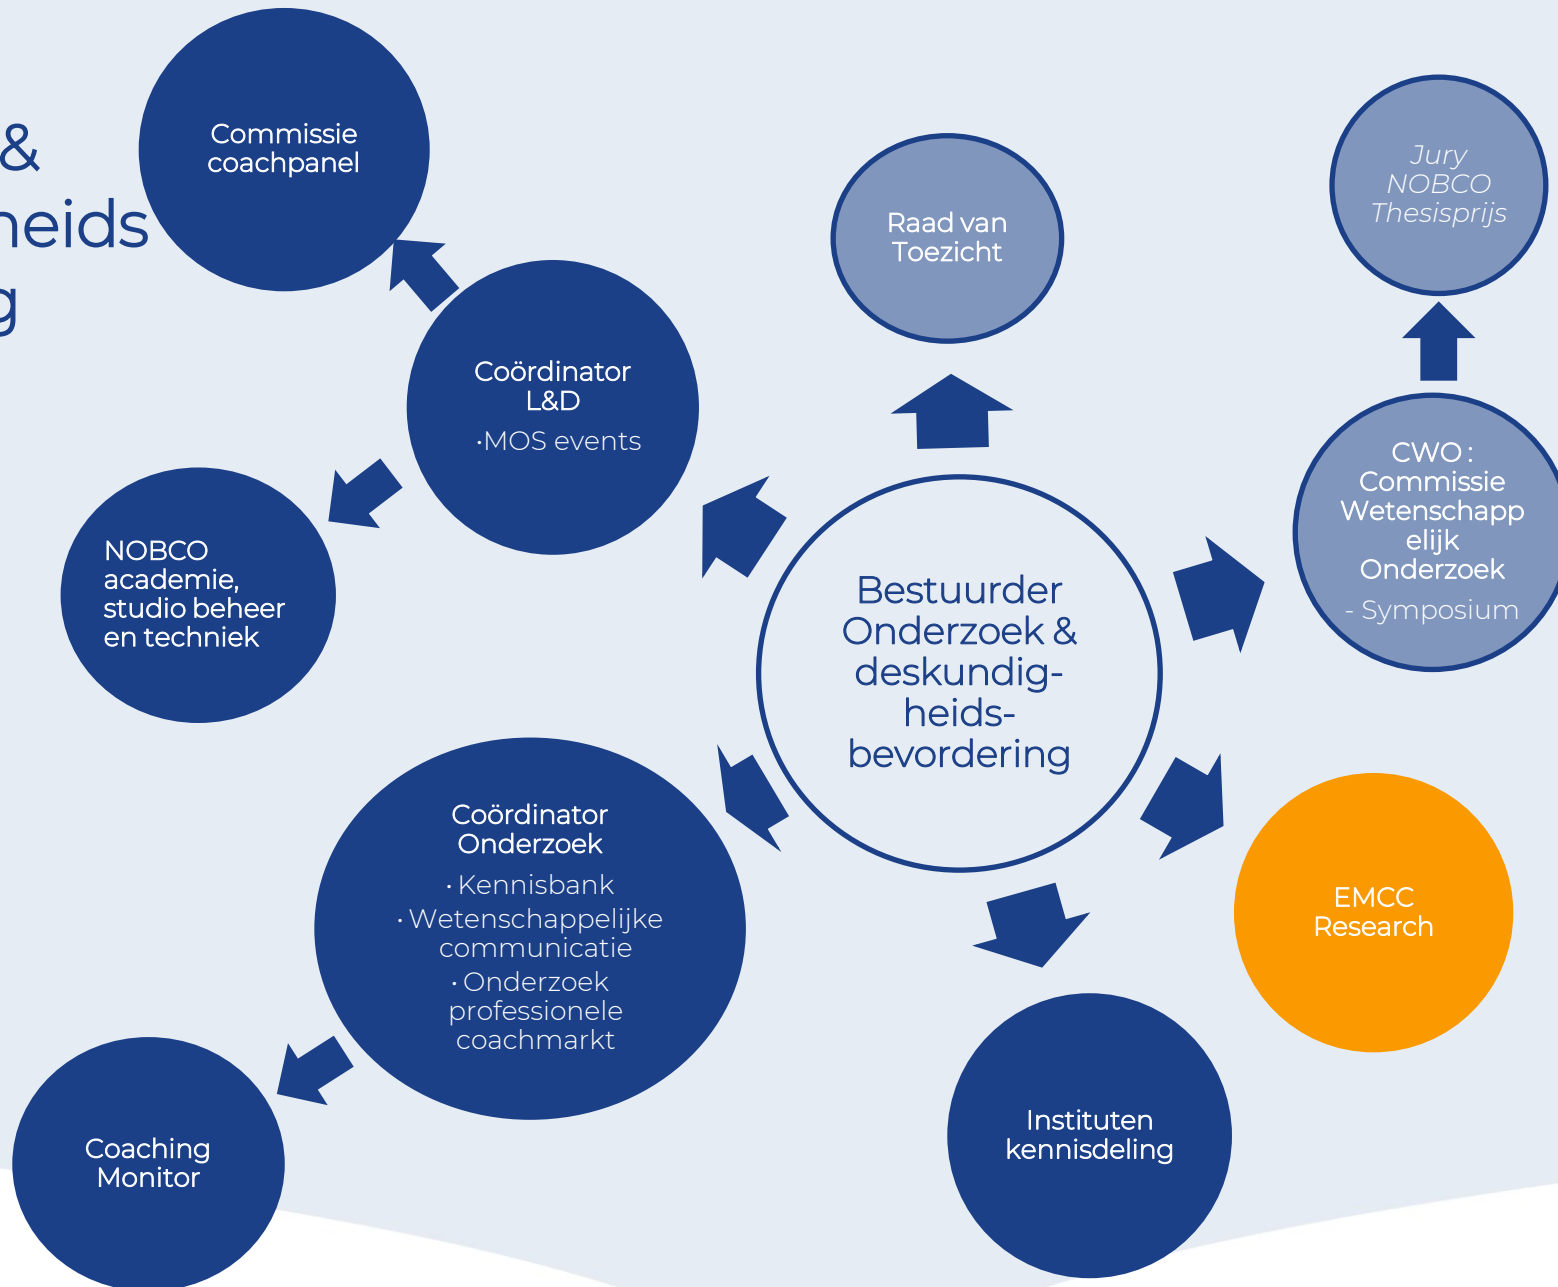 &
heids
g
Commissie
coachpanel
Coördinator
L&D
·MOS events
NOBCO
academie,
studio beheer
en techniek
Raad van
Toezicht
Jury
NOBCO
Thesisprijs
CWO :
Commissie
Wetenschapp
elijk
Onderzoek
- Symposium
Bestuurder
Onderzoek &
deskundig-
heids-
bevordering
Coördinator
Onderzoek
· Kennisbank
· Wetenschappelijke
communicatie
· Onderzoek
professionele
coachmarkt
EMCC
Research
Instituten
kennisdeling
Coaching
Monitor